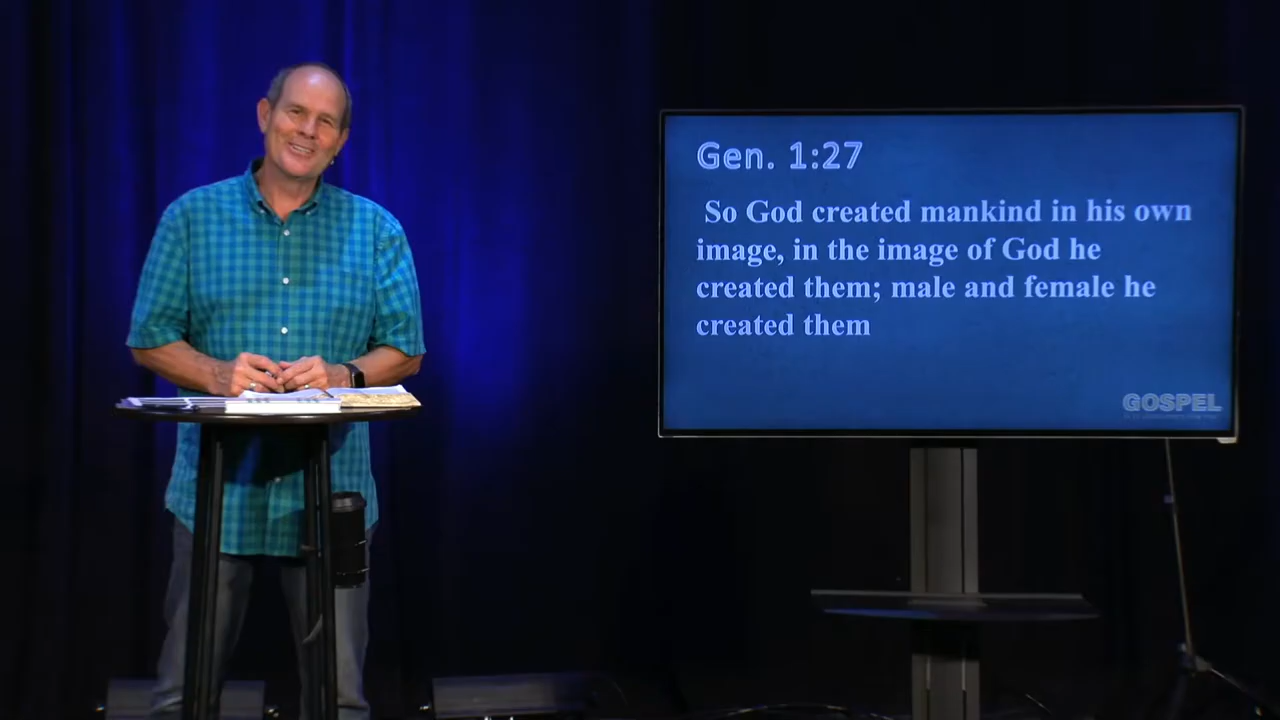 Gen. 1:27
So God created mankind in his own
image, in the image of God he
created them; male and female he
created them
GOSPEL